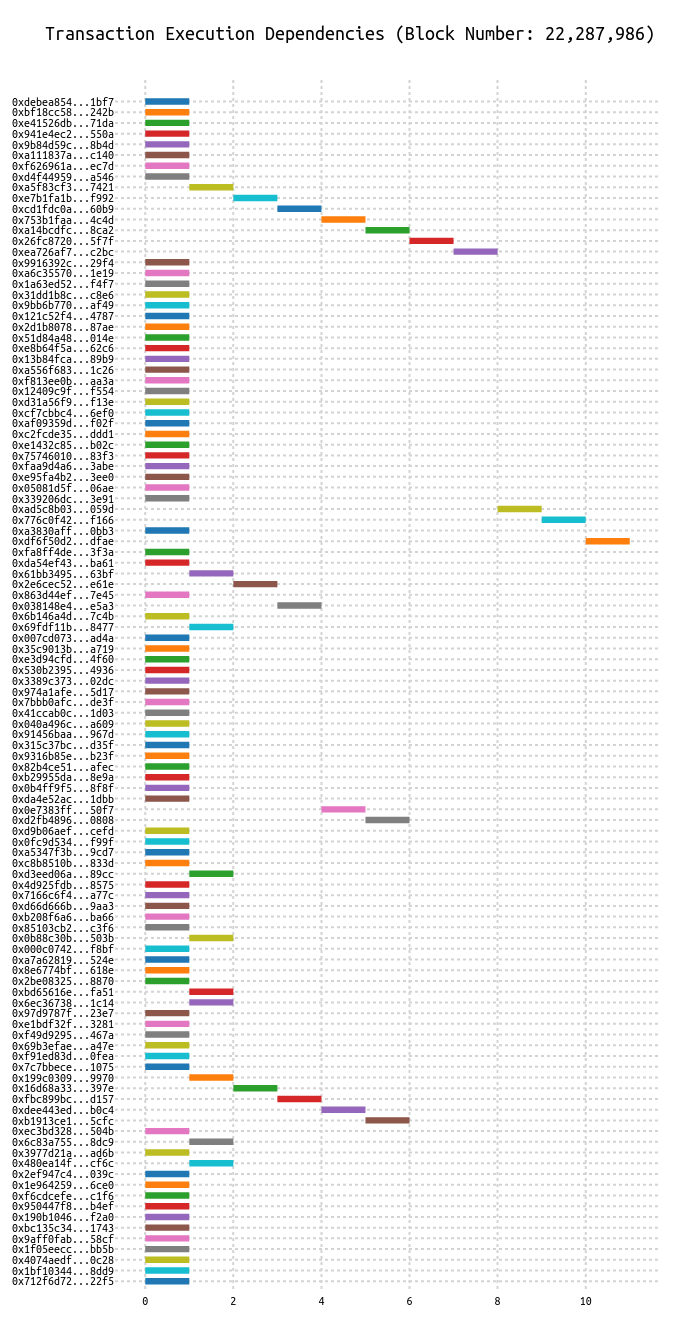 Transaction Execution Dependencies (Block Number: 22,287,986)
0xdebea854...1bf7
0xbf18cc58...242b
0xe41526db...71da
0x941e4ec2...550a
0x9b84d59c...8b4d
0xa111837a...c140
0xf626961a...ec7d
0xd4f44959...a546
0xa5f83cf3...7421
0xe7b1fa1b...f992
0xcd1fdc0a...60b9
0x753b1faa...4c4d
0xa14bcdfc...8ca2
0x26fc8720...5f7f
0xea726af7...c2bc
0x9916392c...29f4
0xa6c35570...1e19
0x1a63ed52...f4f7
0x31dd1b8c...c8e6
0x9bb6b770...af49
0x121c52f4...4787
0x2d1b8078...87ae
0x51d84a48...014e
0xe8b64f5a...62c6
0x13b84fca...89b9
0xa556f683...1c26
0xf813ee0b...aa3a
0x12409c9f...f554
0xd31a56f9...f13e
0xcf7cbbc4...6ef0
0xaf09359d...f02f
0xc2fcde35...ddd1
0xe1432c85...b02c
0x75746010...83f3
0xfaa9d4a6...3abe
0xe95fa4b2...3ee0
0x05081d5f...06ae
0x339206dc...3e91
0xad5c8b03...059d
0x776c0f42...f166
0xa3830aff...0bb3
0xdf6f50d2...dfae
0xfa8ff4de...3f3a
0xda54ef43...ba61
0x61bb3495...63bf
0x2e6cec52...e61e
0x863d44ef...7e45
0x038148e4...e5a3
0x6b146a4d...7c4b
0x69fdf11b...8477
0x007cd073...ad4a
0x35c9013b...a719
0xe3d94cfd...4f60
0x530b2395...4936
0x3389c373...02dc
0x974a1afe...5d17
0x7bbb0afc...de3f
0x41ccab0c...1d03
0x040a496c...a609
0x91456baa...967d
0x315c37bc...d35f
0x9316b85e...b23f
0x82b4ce51...afec
0xb29955da...8e9a
0x0b4ff9f5...8f8f
0xda4e52ac...1dbb
0x0e7383ff...50f7
0xd2fb4896...0808
0xd9b06aef...cefd
0x0fc9d534...f99f
0xa5347f3b...9cd7
0xc8b8510b...833d
0xd3eed06a...89cc
0x4d925fdb...8575
0x7166c6f4...a77c
0xd66d666b...9aa3
0xb208f6a6...ba66
0x85103cb2...c3f6
0x0b88c30b...503b
0x000c0742...f8bf
0xa7a62819...524e
0x8e6774bf...618e
0x2be08325...8870
0xbd65616e...fa51
0x6ec36738...1c14
0x97d9787f...23e7
0xe1bdf32f...3281
0xf49d9295...467a
0x69b3efae...a47e
0xf91ed83d...0fea
0x7c7bbece...1075
0x199c0309...9970
0x16d68a33...397e
0xfbc899bc...d157
0xdee443ed...b0c4
0xb1913ce1...5cfc
0xec3bd328...504b
0x6c83a755...8dc9
0x3977d21a...ad6b
0x480ea14f...cf6c
0x2ef947c4...039c
0x1e964259...6ce0
0xf6cdcefe...c1f6
0x950447f8...b4ef
0x190b1046...f2a0
0xbc135c34...1743
0x9aff0fab...58cf
0x1f05eecc...bb5b
0x4074aedf...0c28
0x1bf10344...8dd9
0x712f6d72...22f5
0 2 4 6 8 10